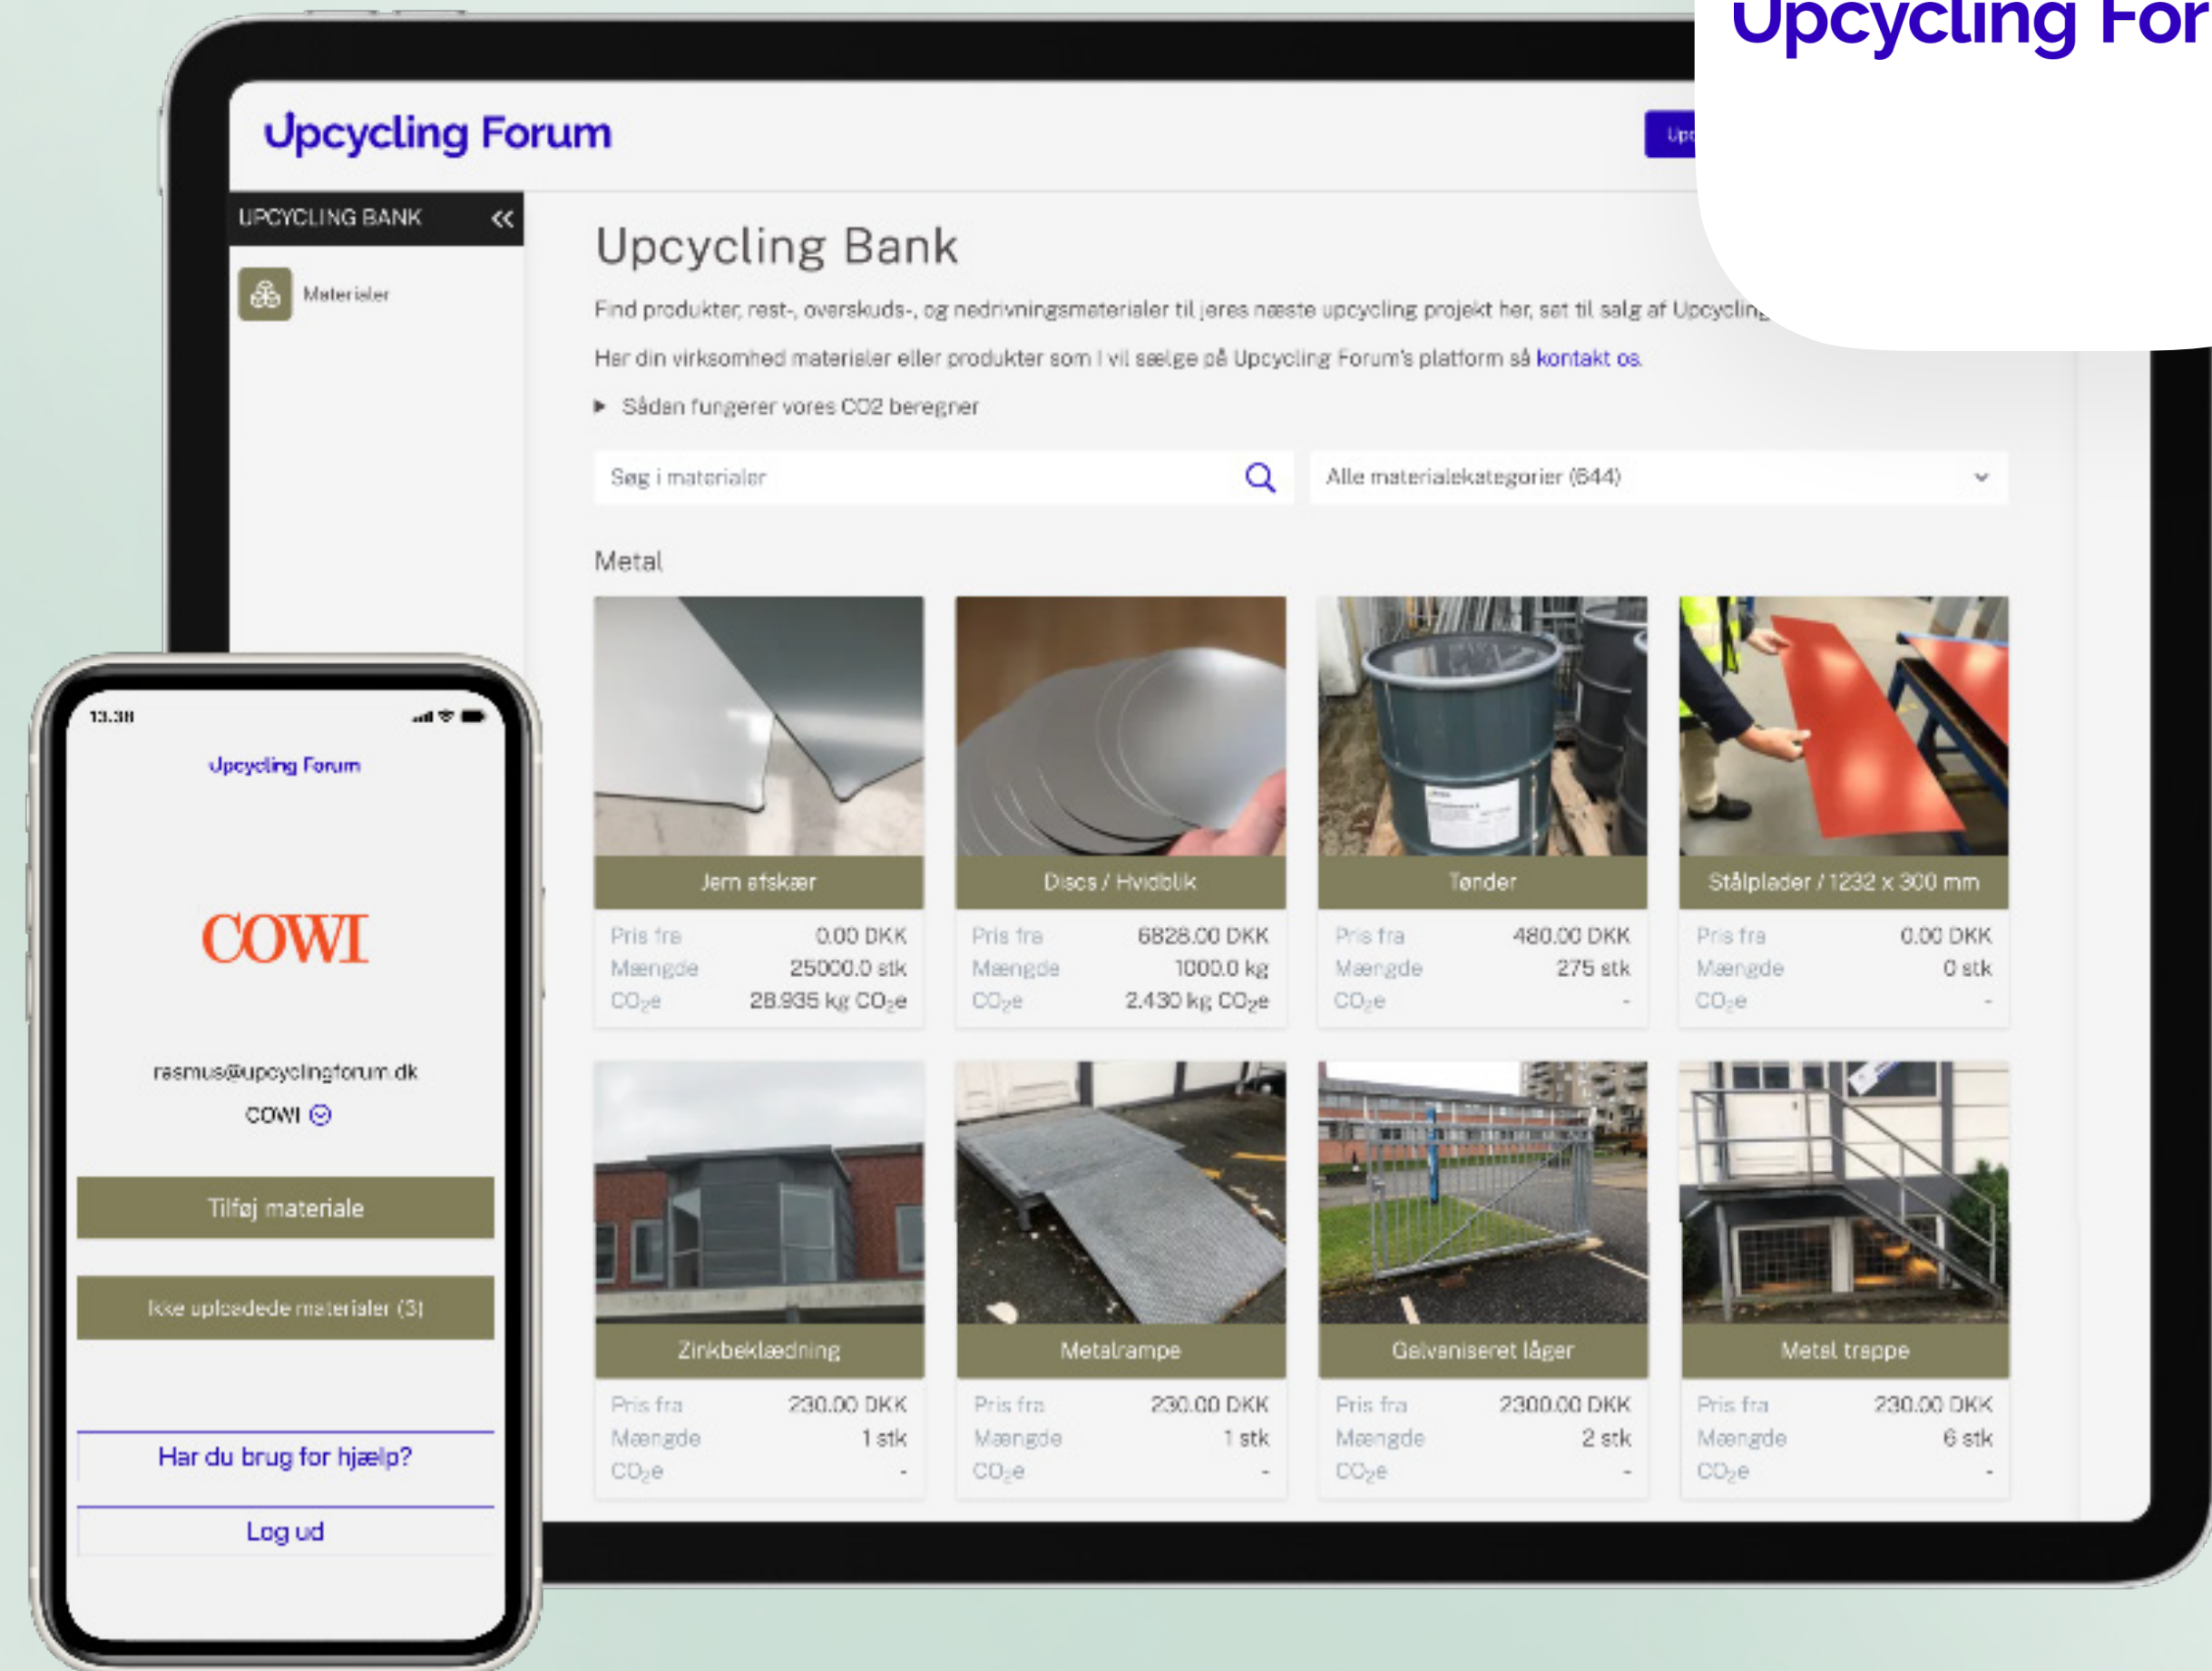 Upcycling For
Upcycling Forum
UPCYCLING BANK
Materialer
Upcycling Bank
Find produkter, rest-, overskuds-, og nedrivningsmaterialer til jeres næste upcycling projekt her, sat til salg af Upcycling
Har din virksomhed materialer eller produkter som I vil sælge på Upcycling Forum's platform så kontakt os.
Sådan fungerer vores CO2 beregner
Søg i materialer
Alle materialekategorier (644)
Metal
Jern afskær
Pris fra 0.00 DKK
Mængde 25000.0 stk
CO₂e 28.935 kg CO₂e
Discs / Hvidblik
Pris fra 6828.00 DKK
Mængde 1000.0 kg
CO₂e 2.430 kg CO₂e
Tønder
Pris fra 480.00 DKK
Mængde 275 stk
CO₂e -
Stålplader / 1232 x 300 mm
Pris fra 0.00 DKK
Mængde 0 stk
CO₂e -
Zinkbeklædning
Pris fra 230.00 DKK
Mængde 1 stk
CO₂e -
Metalrampe
Pris fra 230.00 DKK
Mængde 1 stk
CO₂e -
Galvaniseret låger
Pris fra 2300.00 DKK
Mængde 2 stk
CO₂e -
Metal trappe
Pris fra 230.00 DKK
Mængde 6 stk
CO₂e -
13.38
Upcycling Forum
COWI
rasmus@upcyclingforum.dk
COWI
Tilføj materiale
Ikke uploadede materialer (3)
Har du brug for hjælp?
Log ud